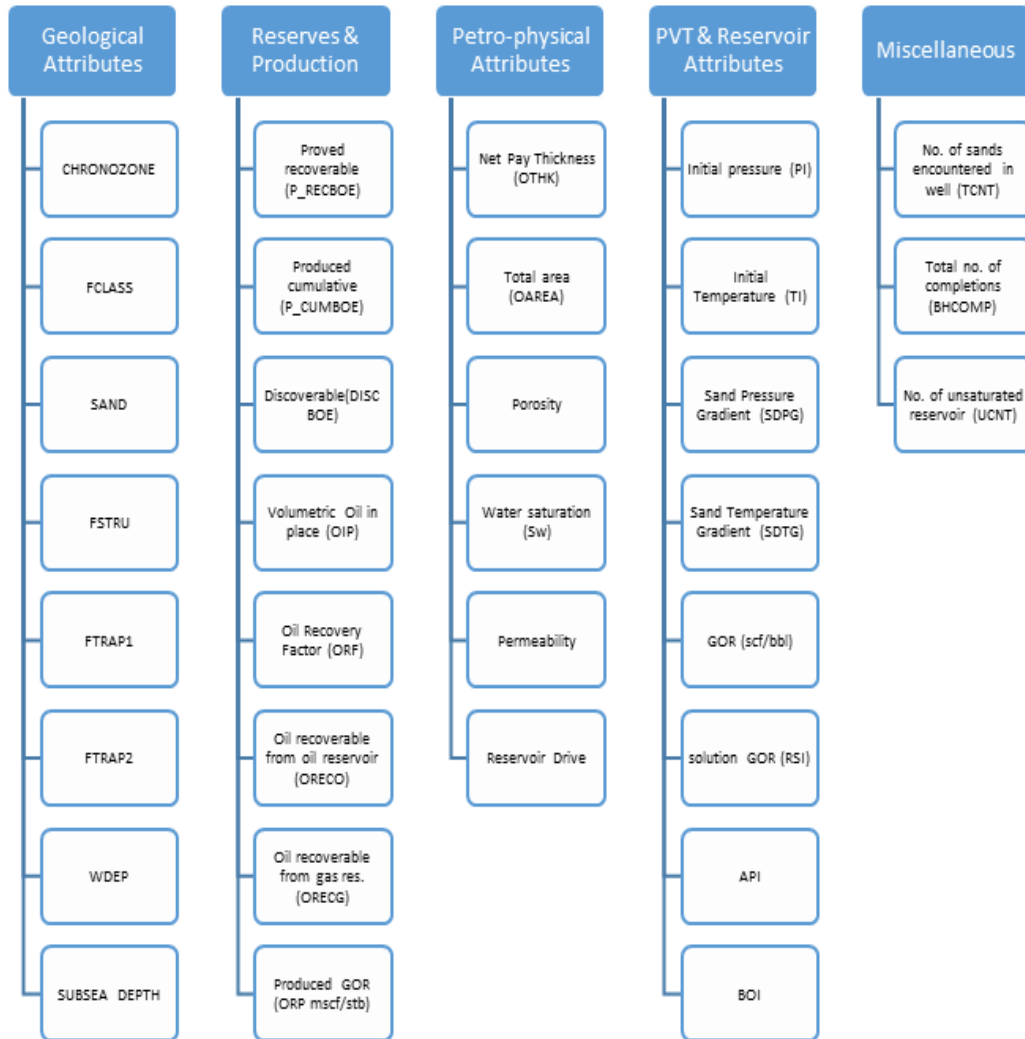 Geological
Attributes
CHRONOZONE
FCLASS
SAND
FSTRU
FTRAP1
FTRAP2
WDEP
SUBSEA DEPTH
Reserves &
Production
Proved
recoverable
(P_RECBOE)
Produced
cumulative
(P_CUMBOE)
Discoverable(DISC
BOE)
Volumetric Oil in
place (OIP)
Oil Recovery
Factor (ORF)
Oil recoverable
from oil reservoir
(ORECO)
Oil recoverable
from gas res.
(ORECG)
Produced GOR
(ORP mscf/stb)
Petro-physical
Attributes
Net Pay Thickness
(OTHK)
Total area
(OAREA)
Porosity
Water saturation
(Sw)
Permeability
Reservoir Drive
PVT & Reservoir
Attributes
Initial pressure (PI)
Initial
Temperature (TI)
Sand Pressure
Gradient (SDPG)
Sand Temperature
Gradient (SDTG)
GOR (scf/bbl)
solution GOR (RSI)
API
BOI
Miscellaneous
No. of sands
encountered in
well (TCNT)
Total no. of
completions
(BHCOMP)
No. of unsaturated
reservoir (UCNT)